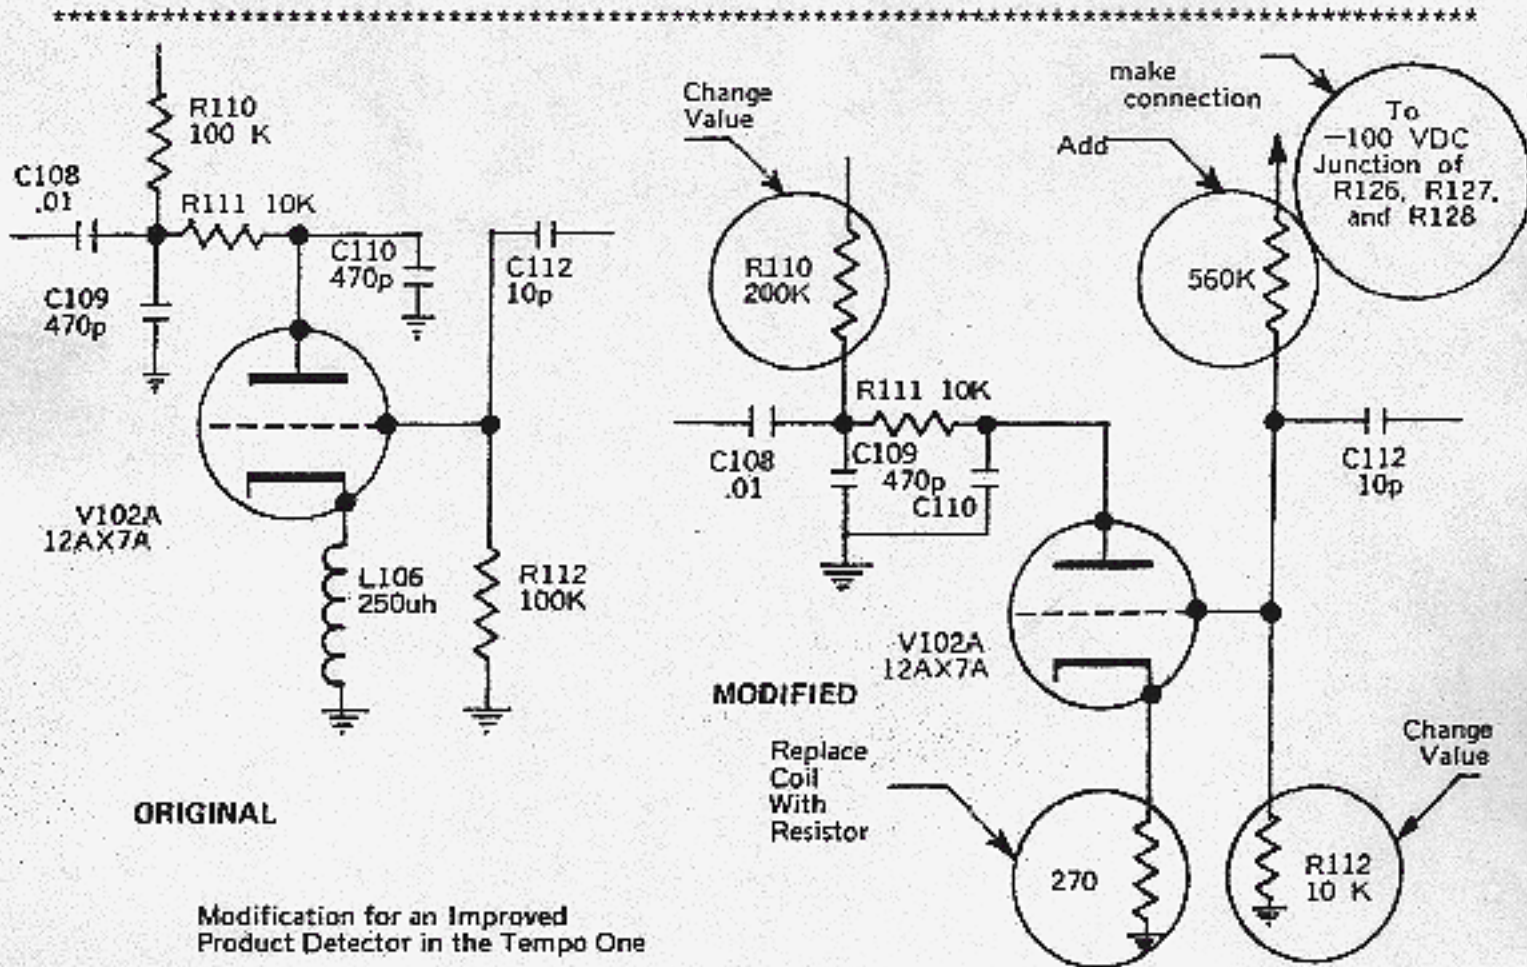 R110
100 K
C108
.01
R111 10K
C110
470p
C112
10p
C109
470p
V102A
12AX7A
L106
250uh
R112
100K
ORIGINAL
Modification for an Improved
Product Detector in the Tempo One
Change
Value
R110
200K
make
connection
Add
To
—100 VDC
Junction of
R126, R127,
and R128
560K
R111 10K
C108
.01
C109
470p
C110
C112
10p
V102A
12AX7A
MODIFIED
Replace
Coil
With
Resistor
270
Change
Value
R112
10 K